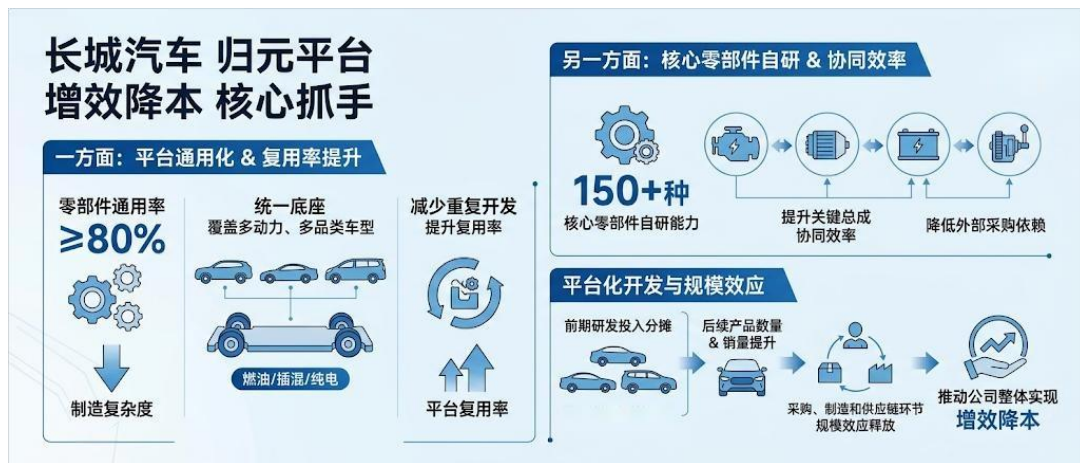 长城汽车 归元平台
增效降本 核心抓手
一方面：平台通用化 & 复用率提升
零部件通用率
≥80%
制造复杂度
统一底座
覆盖多动力、多品类车型
燃油/插混/纯电
减少重复开发
提升复用率
平台复用率
另一方面：核心零部件自研 & 协同效率
150+种
核心零部件自研能力
提升关键总成
协同效率
降低外部采购依赖
平台化开发与规模效应
前期研发投入分摊
后续产品数量
& 销量提升
采购、制造和供应链环节
规模效应释放
推动公司整体实现
增效降本